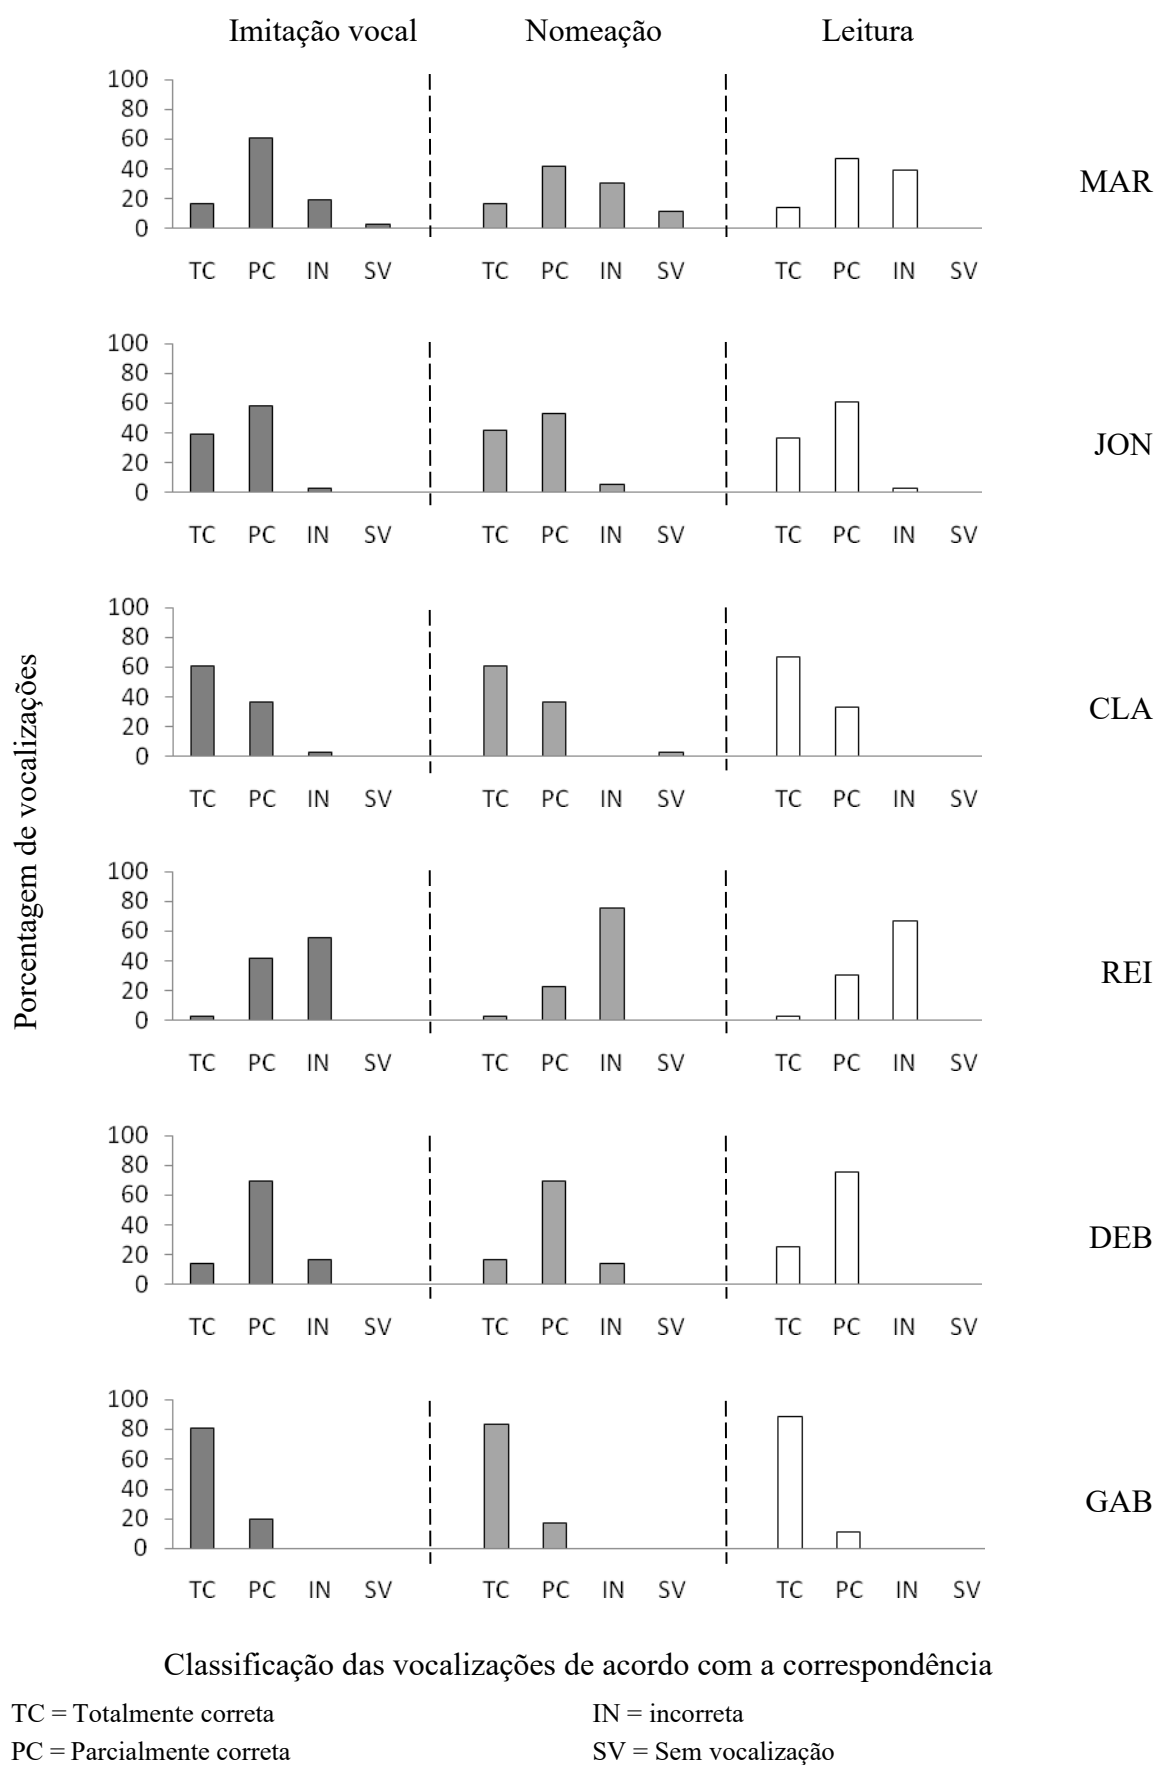 Imitação vocal Nomeação Leitura
100
80
60
40
20
0
MAR
TC PC IN SV TC PC IN SV TC PC IN SV
100
80
60
40
20
0
JON
TC PC IN SV TC PC IN SV TC PC IN SV
100
80
60
40
20
0
CLA
TC PC IN SV TC PC IN SV TC PC IN SV
Porcentagem de vocalizações
100
80
60
40
20
0
REI
TC PC IN SV TC PC IN SV TC PC IN SV
100
80
60
40
20
0
DEB
TC PC IN SV TC PC IN SV TC PC IN SV
100
80
60
40
20
0
GAB
TC PC IN SV TC PC IN SV TC PC IN SV
Classificação das vocalizações de acordo com a correspondência
TC = Totalmente correta IN = incorreta
PC = Parcialmente correta SV = Sem vocalização